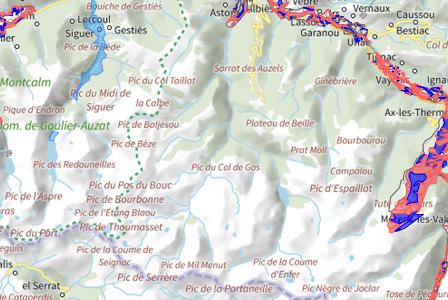 Bouiche de Gestiès
Lercoul
Siguer
Gestiès
Pic de la Bède
Montcalm
Pic du Col Taillat
Pic du Midi de
Siguer
la Calbe
Pique d'Endron
Dom. de Goulier-Auzat
Pic de Baljésou
Pic de Bèze
Pic des Redouneilles
Pic du Pas du Bouc
Pic de l'Aspre
Pic de Bourbonne
Pic de l'Étang Blaou
Pic de Thoumasset
Pic du Port
Pic de la Coume de
Seignac
Pic de Serrère
el Serrat
Pic de Mil Menut
Pic de la Portaneille
Pic de la Coume
d'Enfer
Pic Nègre de Joclar
Pic du Col de Gos
Vernaux
Garanou
Caussou
Bestiac
Sarrat des Auzels
Ginébrière
Ax-les-Therm
Plateau de Beille
Prat Moll
Bourbourou
Campalou
Pic d'Espaillat